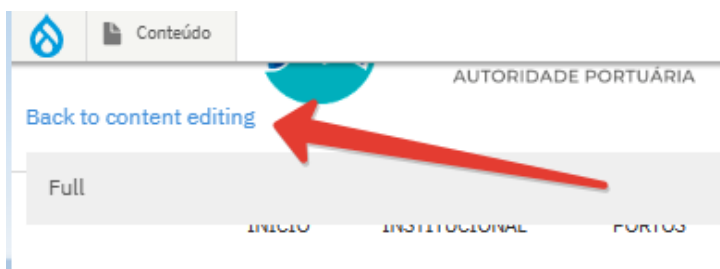 Conteúdo
AUTORIDADE PORTUÁRIA
Back to content editing
Full
INÍCIO INSTITUCIONAL PORTOS